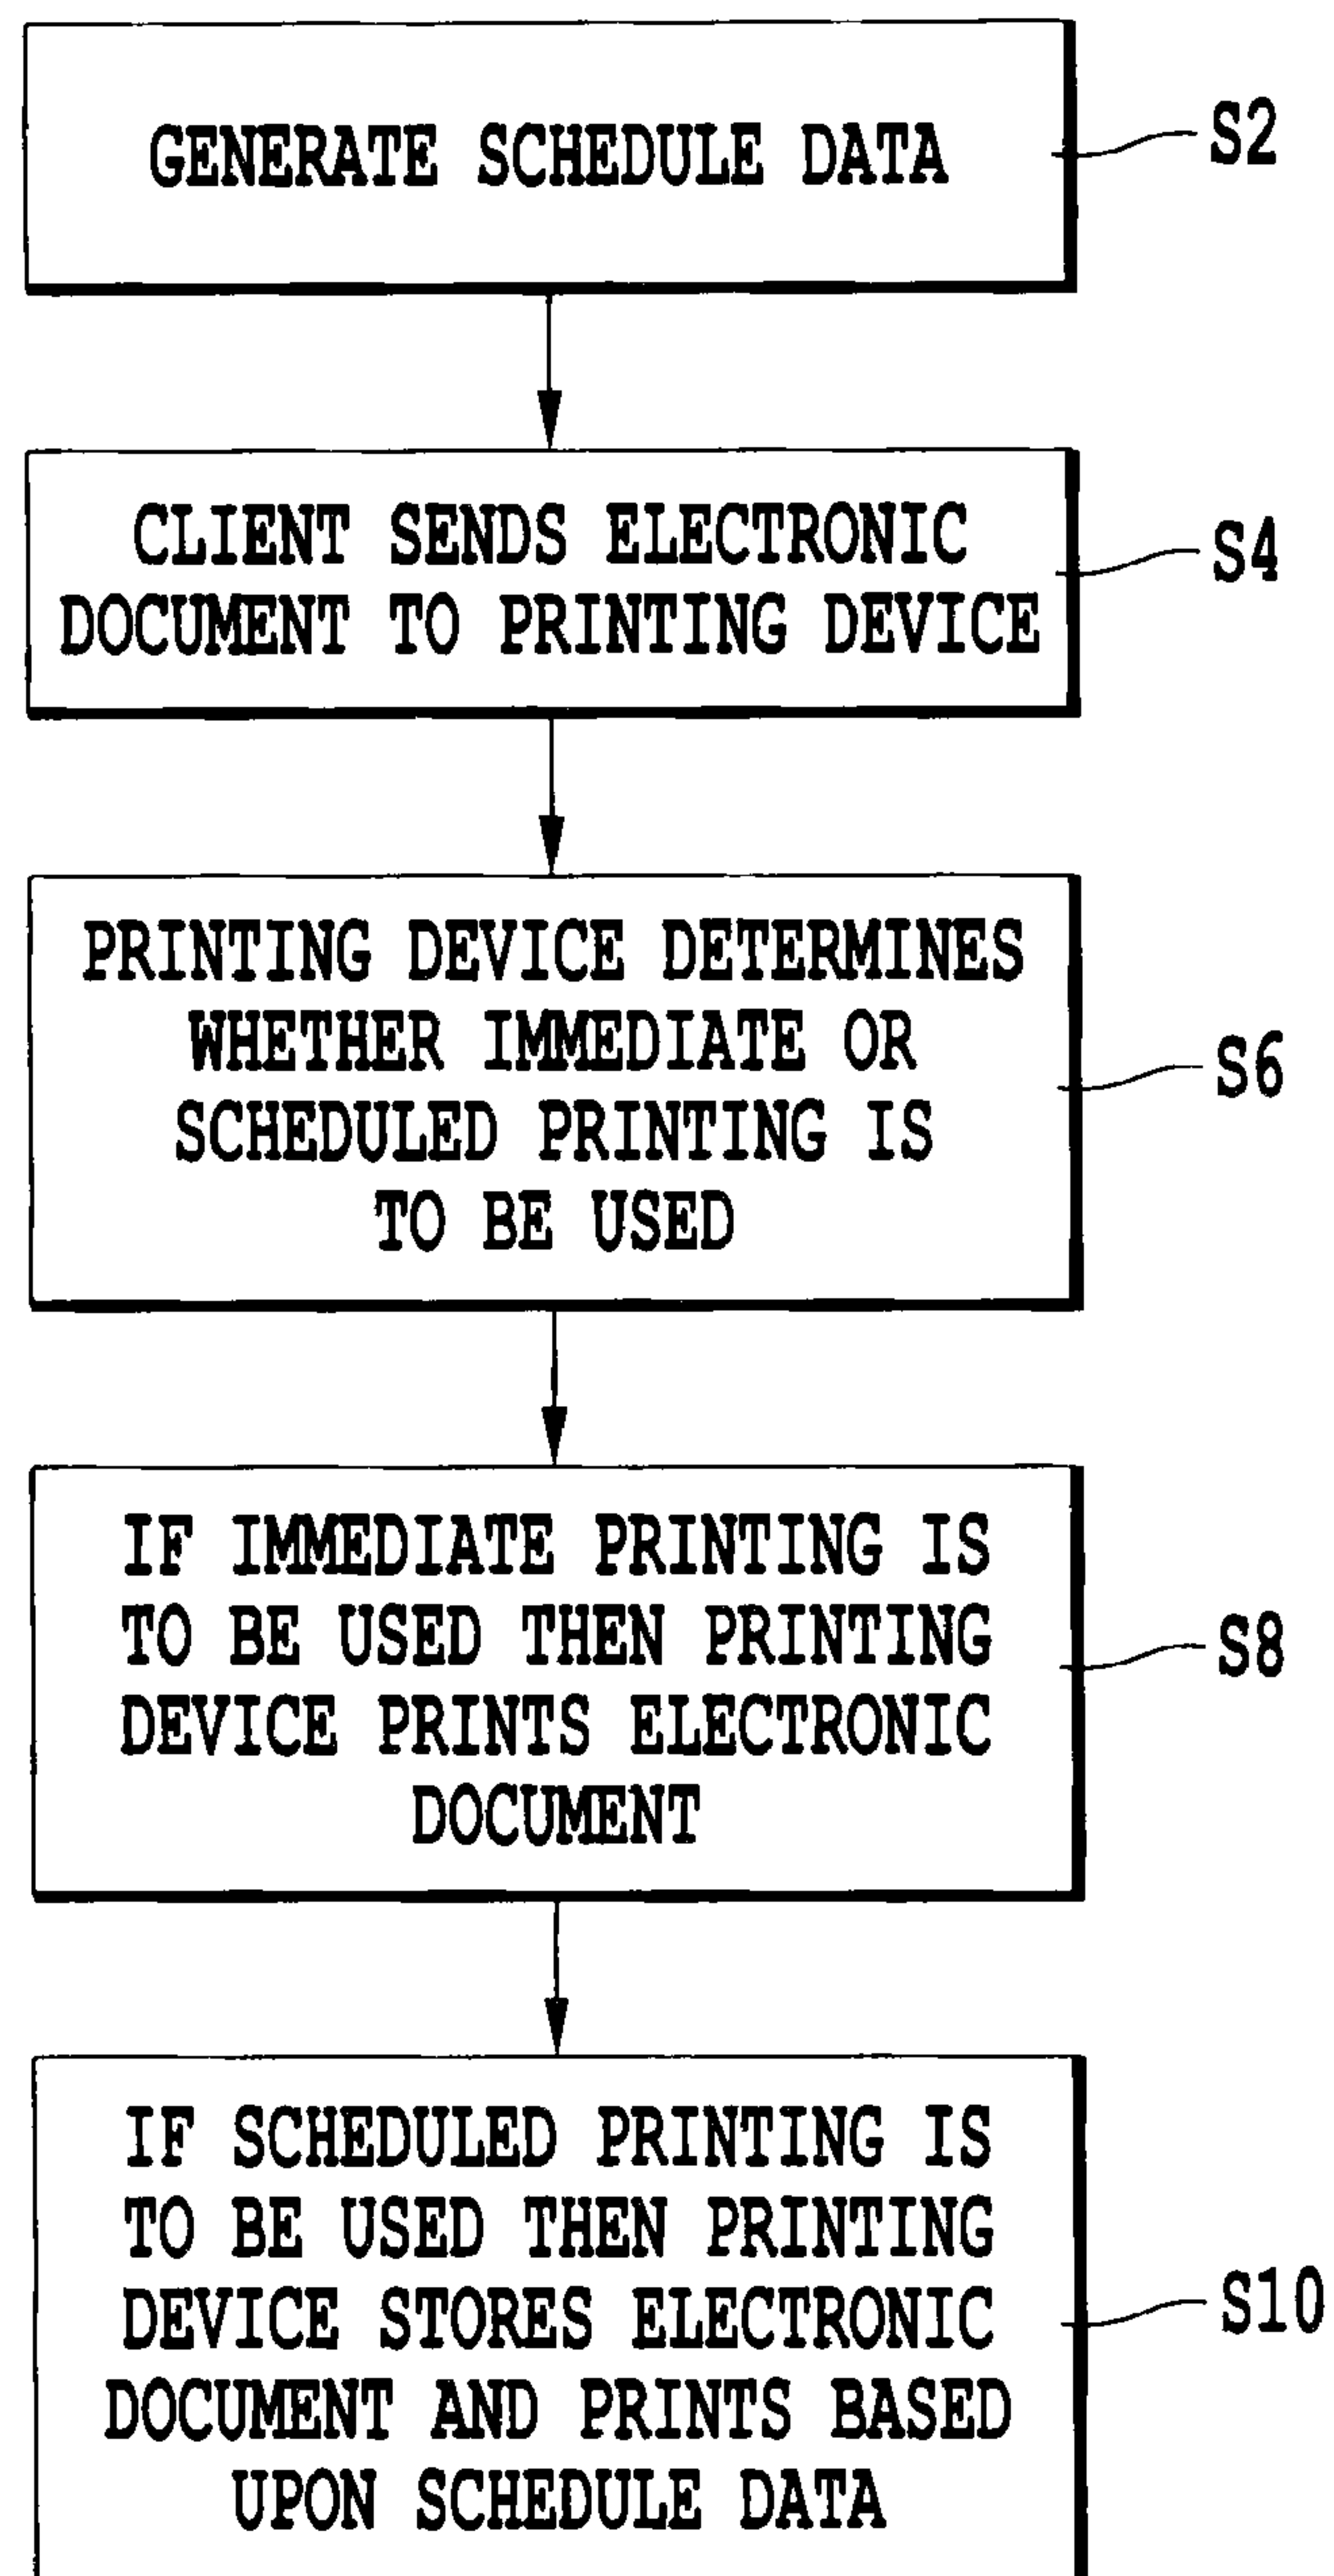 GENERATE SCHEDULE DATA
S2
CLIENT SENDS ELECTRONIC
DOCUMENT TO PRINTING DEVICE
S4
PRINTING DEVICE DETERMINES
WHETHER IMMEDIATE OR
SCHEDULED PRINTING IS
TO BE USED
S6
IF IMMEDIATE PRINTING IS
TO BE USED THEN PRINTING
DEVICE PRINTS ELECTRONIC
DOCUMENT
S8
IF SCHEDULED PRINTING IS
TO BE USED THEN PRINTING
DEVICE STORES ELECTRONIC
DOCUMENT AND PRINTS BASED
UPON SCHEDULE DATA
S10